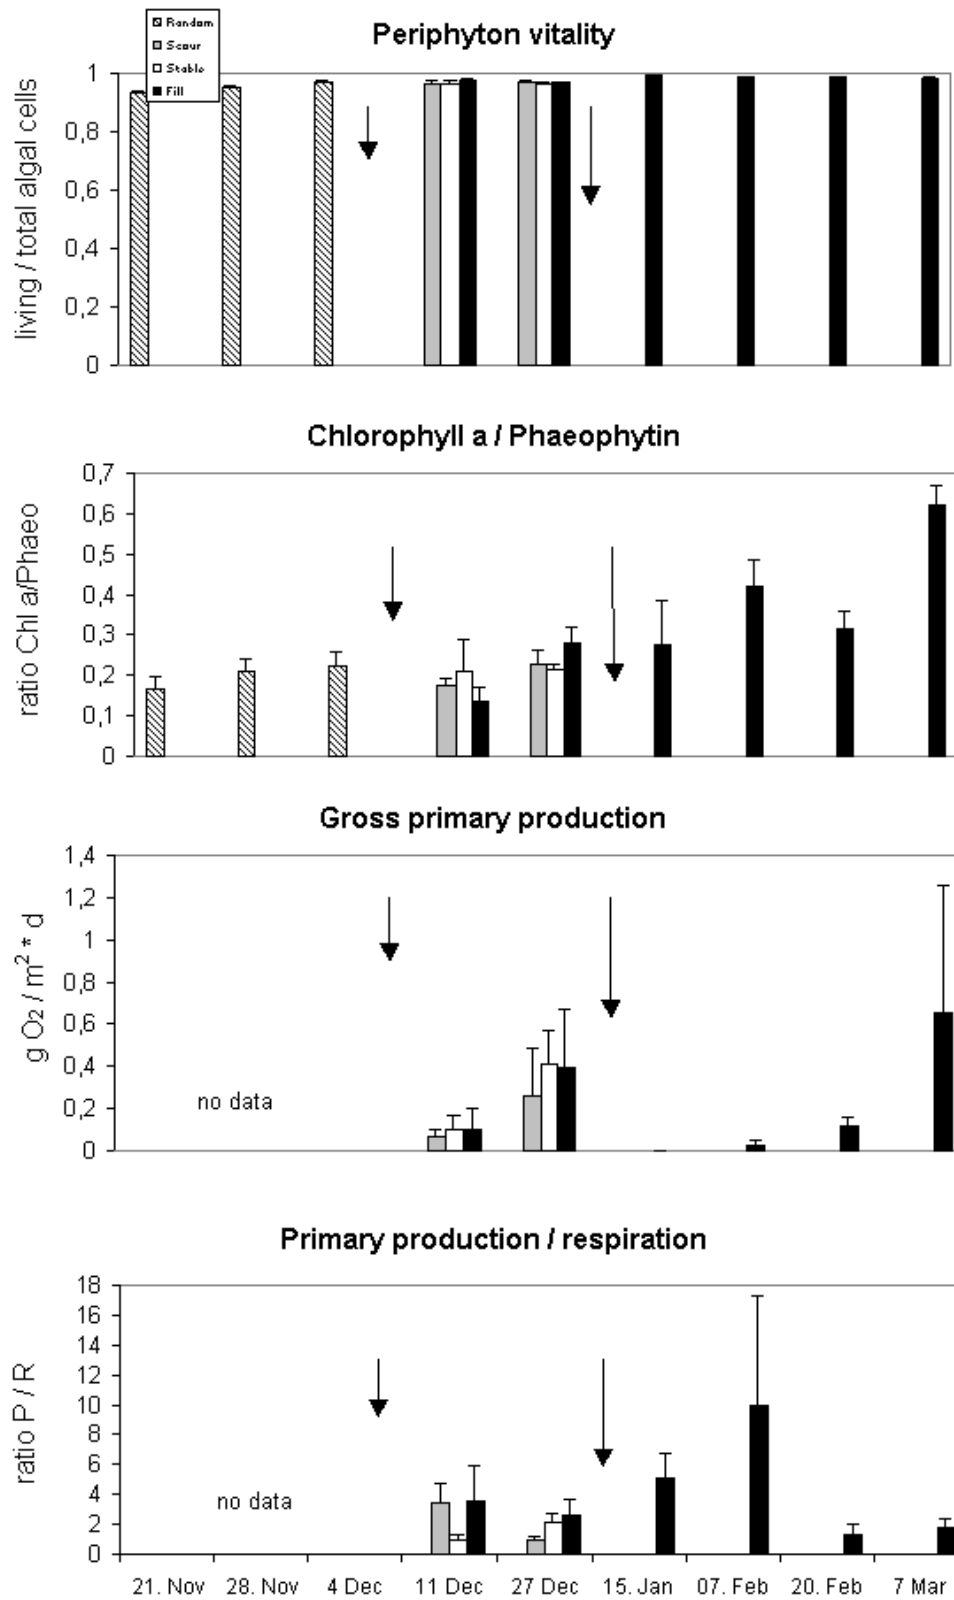 Periphyton vitality
Random
Scour
Stable
Fill
living / total algal cells
1
0,8
0,6
0,4
0,2
0
Chlorophyll a / Phaeophytin
ratio Chl a/Phaeo
0,7
0,6
0,5
0,4
0,3
0,2
0,1
0
Gross primary production
g O₂ / m² * d
1,4
1,2
1
0,8
0,6
0,4
0,2
0
no data
Primary production / respiration
ratio P / R
18
16
14
12
10
8
6
4
2
0
no data
21. Nov 28. Nov 4 Dec 11 Dec 27 Dec 15. Jan 07. Feb 20. Feb 7 Mar